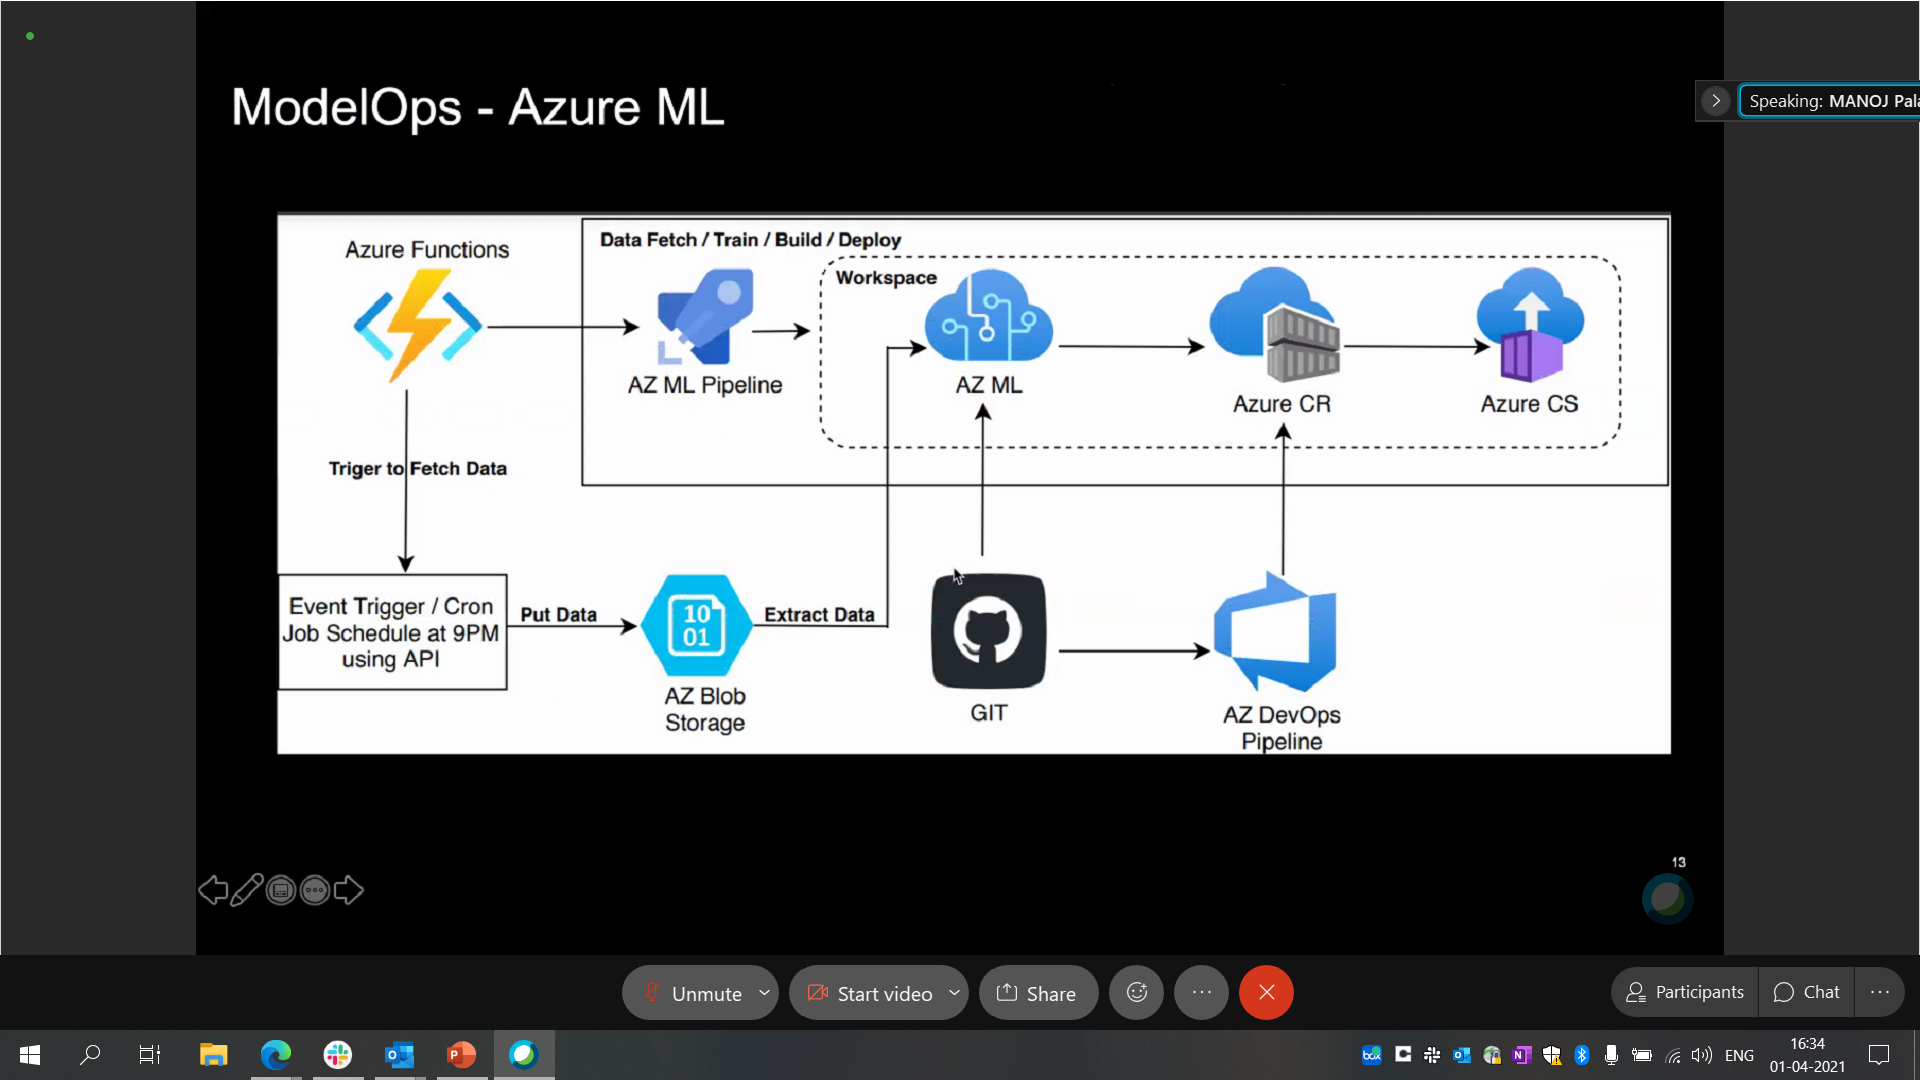 ModelOps - Azure ML
Speaking: MANOJ Pala
Azure Functions
Data Fetch / Train / Build / Deploy
Workspace
AZ ML Pipeline
AZ ML
Azure CR
Azure CS
Triger to Fetch Data
Event Trigger / Cron
Job Schedule at 9PM
using API
Put Data
10
01
AZ Blob
Storage
Extract Data
GIT
AZ DevOps
Pipeline
13
Unmute
Start video
Share
Participants
Chat
box
ENG
16:34
01-04-2021